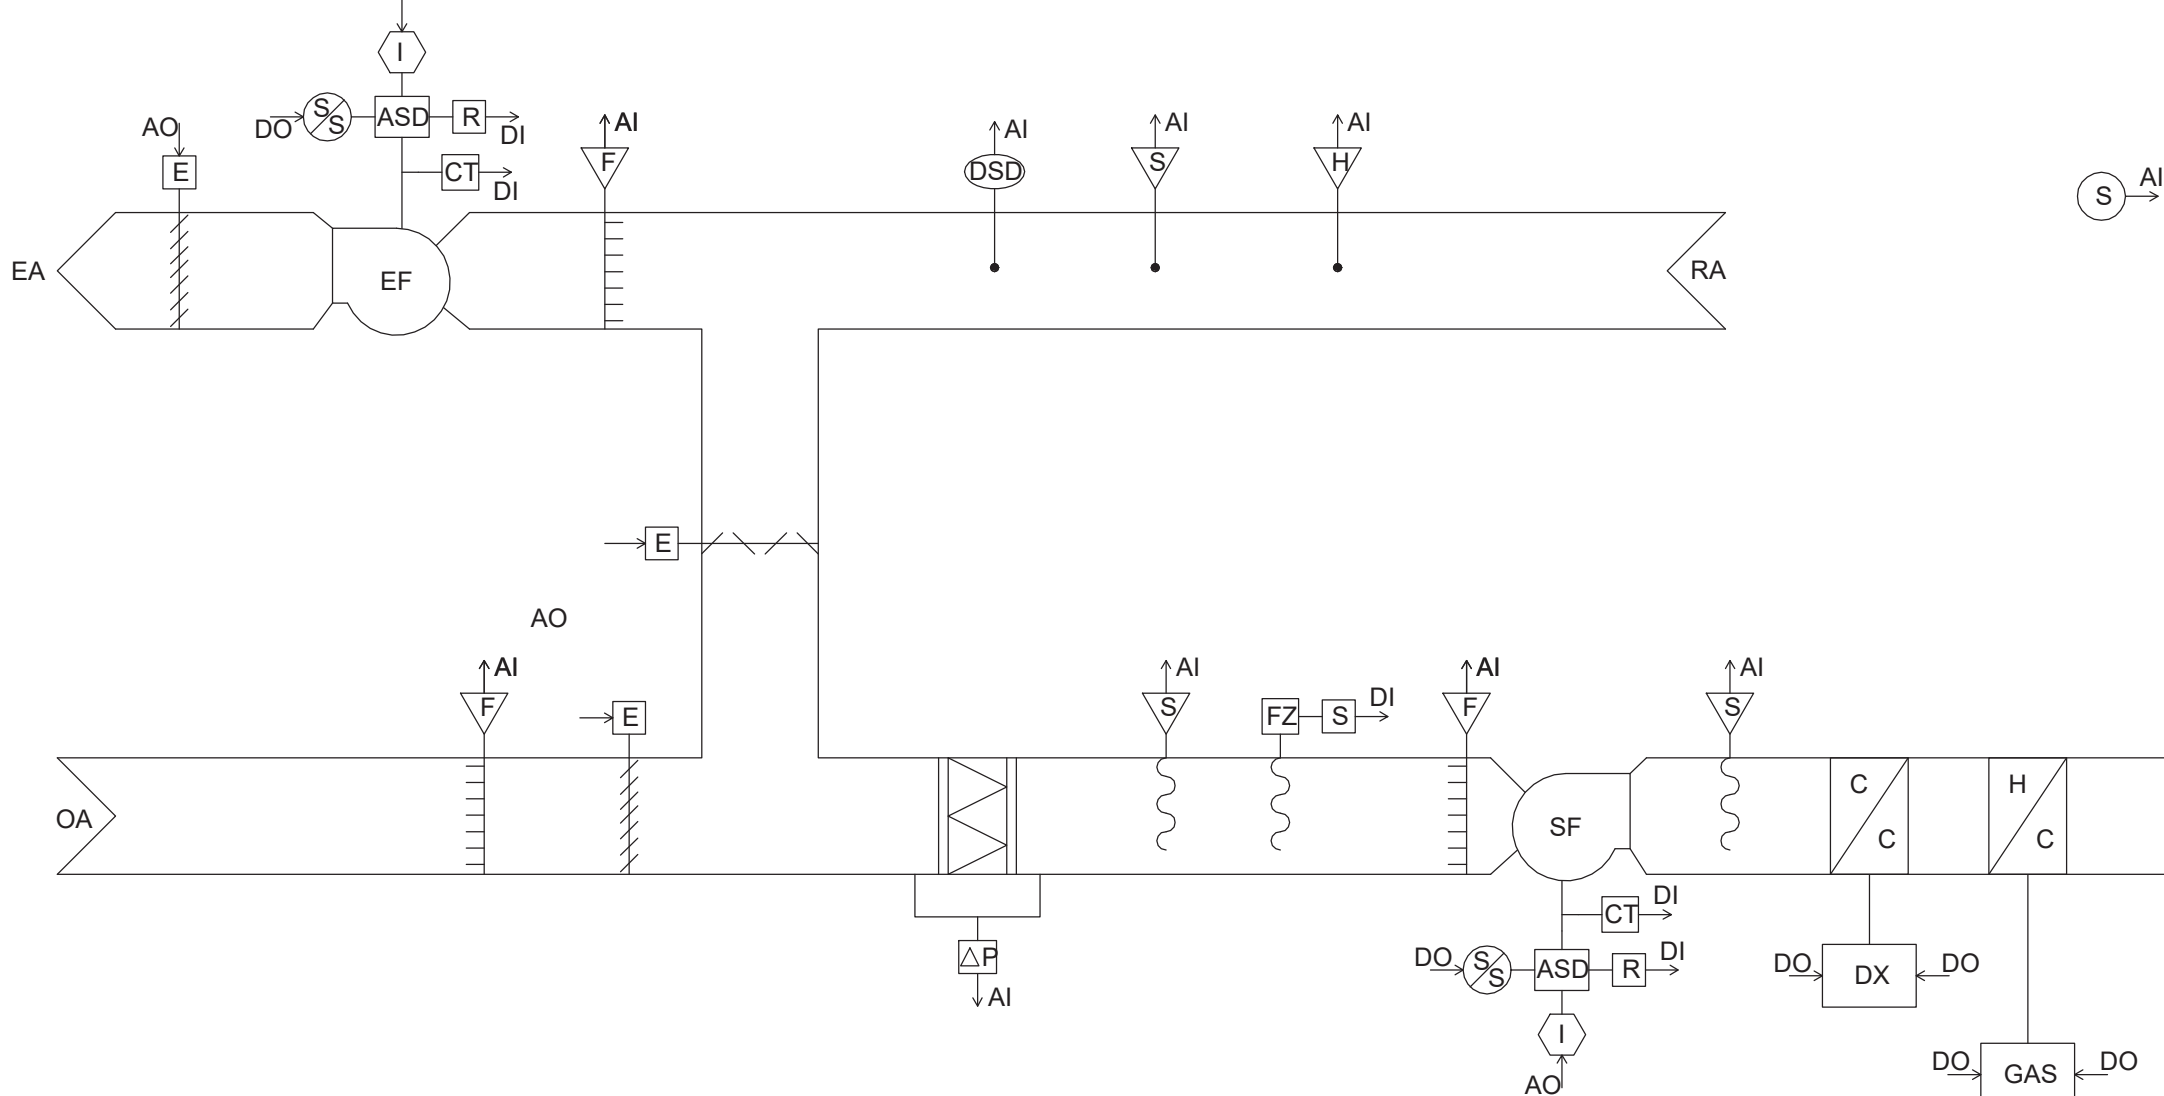 I
S
S
ASD
R
DO
DI
AO
E
CT
DI
AI
F
AI
DSD
AI
S
AI
H
S
AI
EA
EF
RA
E
AO
AI
F
E
AI
S
FZ
S
DI
AI
F
AI
S
OA
SF
C
C
H
C
△P
AI
CT
DI
DO
S
S
ASD
R
DI
I
AO
DO
DX
DO
DO
GAS
DO